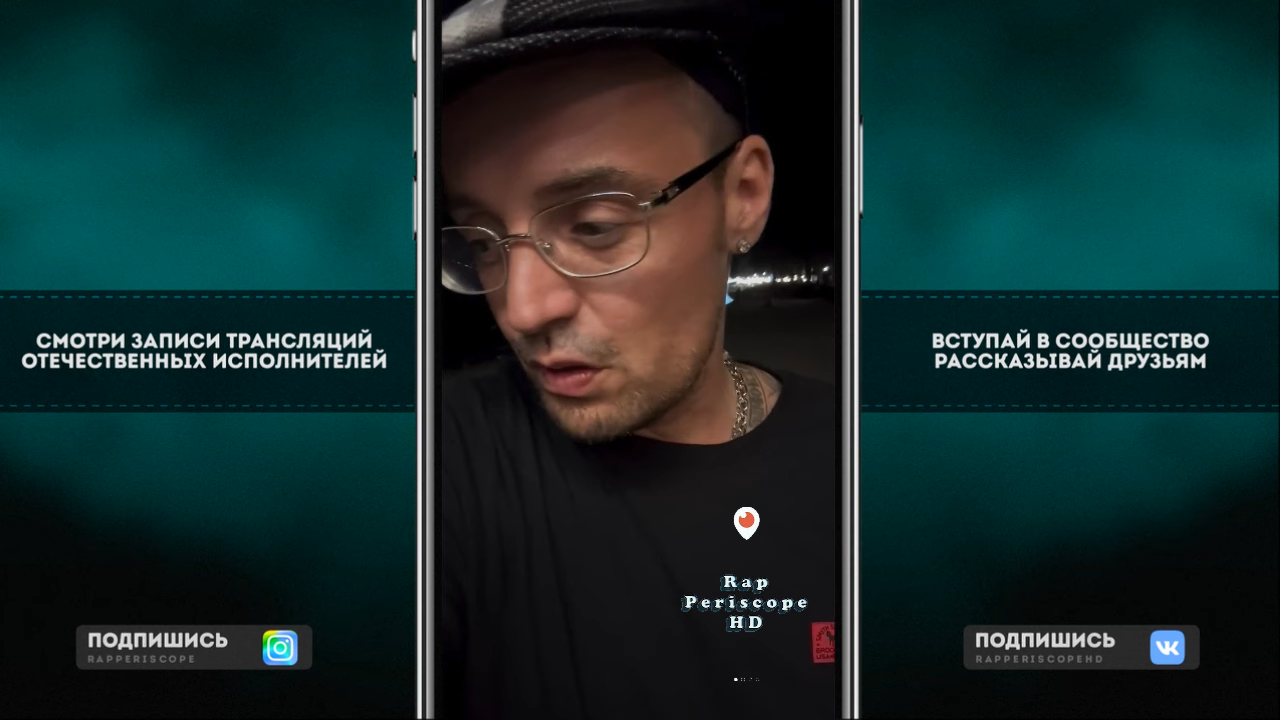 СМОТРИ ЗАПИСИ ТРАНСЛЯЦИЙ
ОТЕЧЕСТВЕННЫХ ИСПОЛНИТЕЛЕЙ
ВСТУПАЙ В СООБЩЕСТВО
РАССКАЗЫВАЙ ДРУЗЬЯМ
Rap
Periscope
HD
ПОДПИШИСЬ
RAPPERISCOPE
ПОДПИШИСЬ
RAPPERISCOPEHD